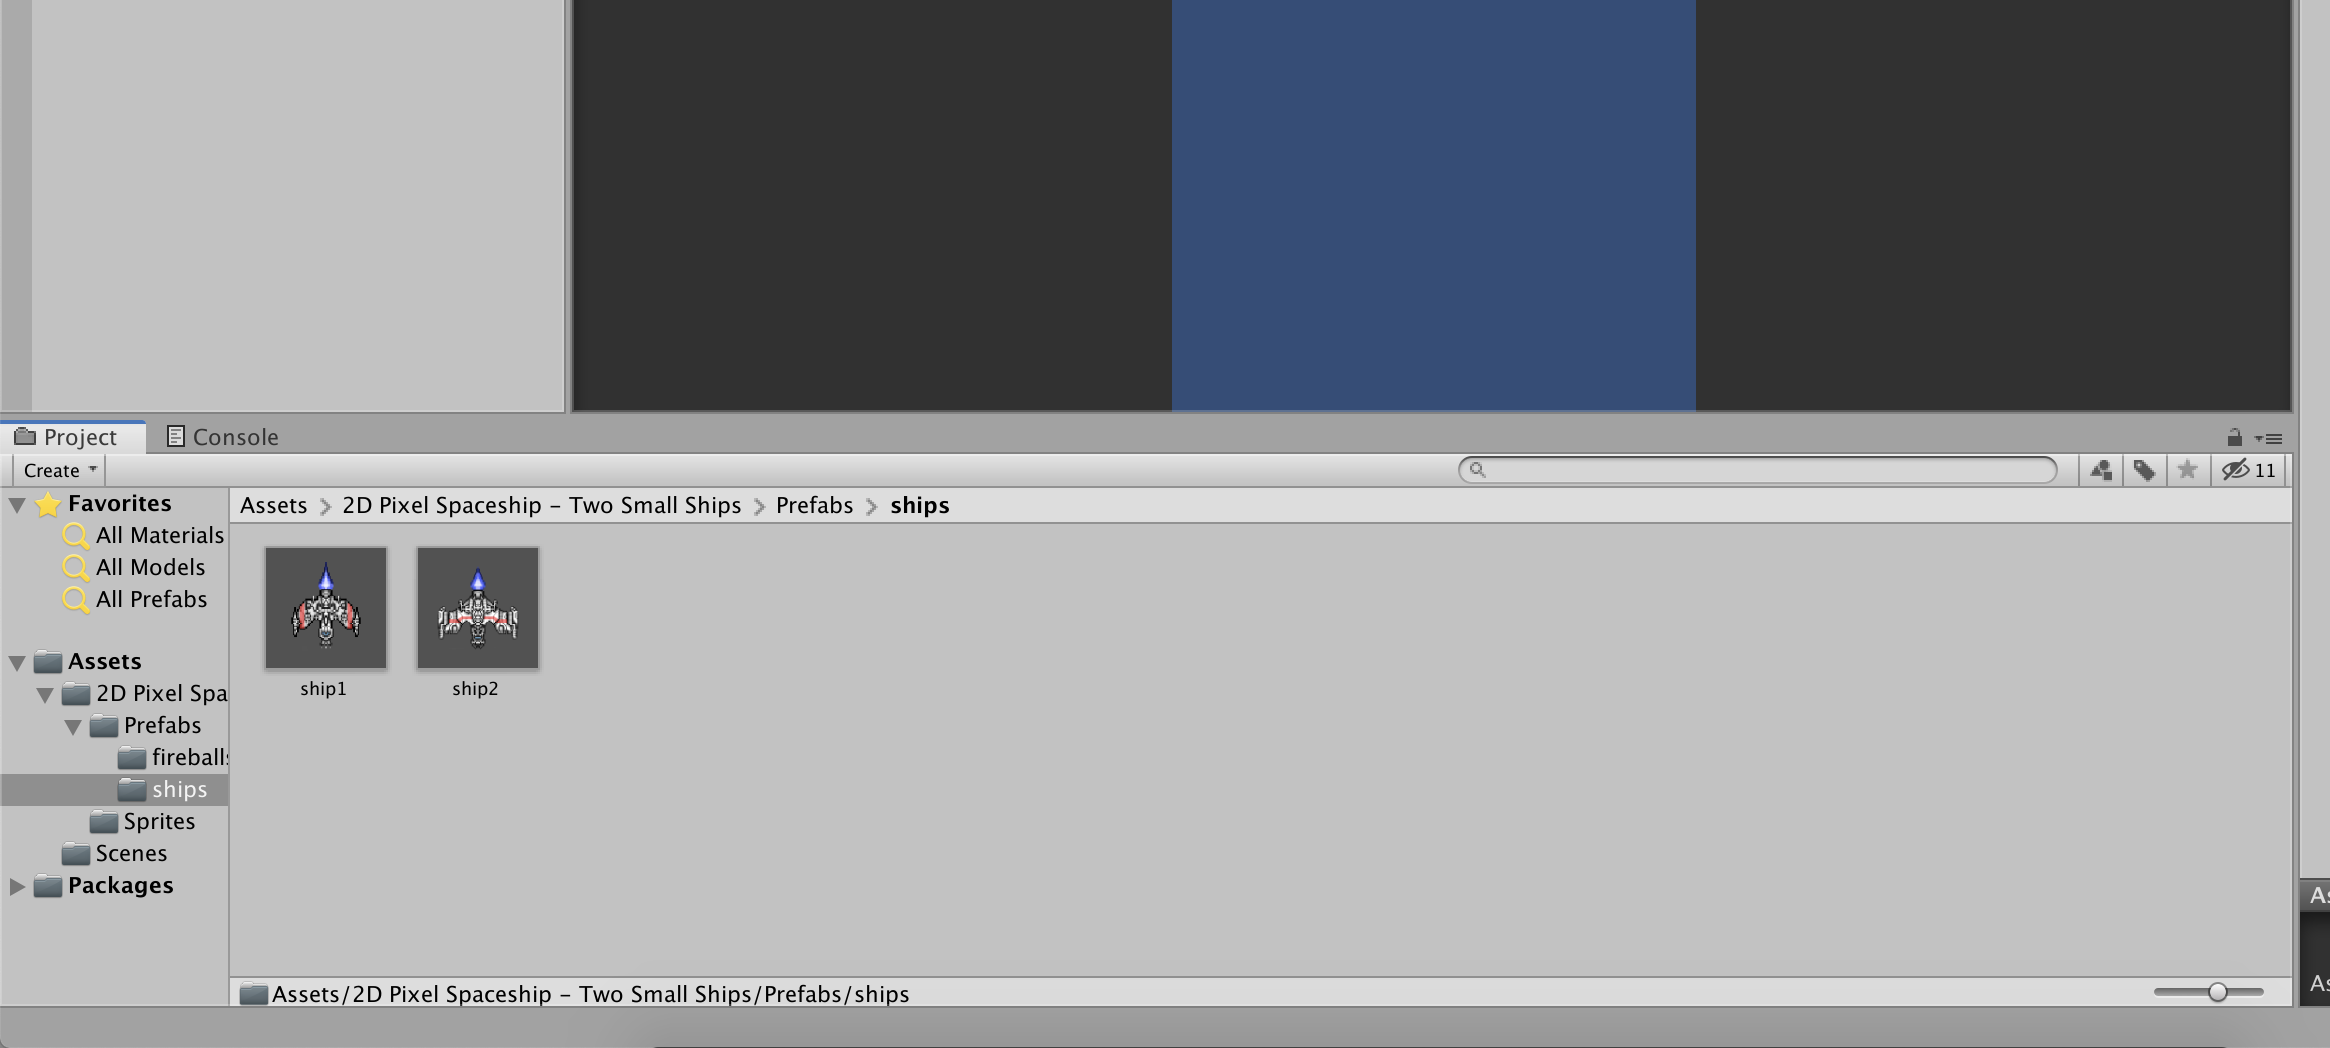 Project
Console
Create
11
Favorites
All Materials
All Models
All Prefabs
Assets
2D Pixel Spa
Prefabs
fireballs
ships
Sprites
Scenes
Packages
Assets > 2D Pixel Spaceship – Two Small Ships > Prefabs > ships
ship1
ship2
Assets/2D Pixel Spaceship – Two Small Ships/Prefabs/ships
As
As